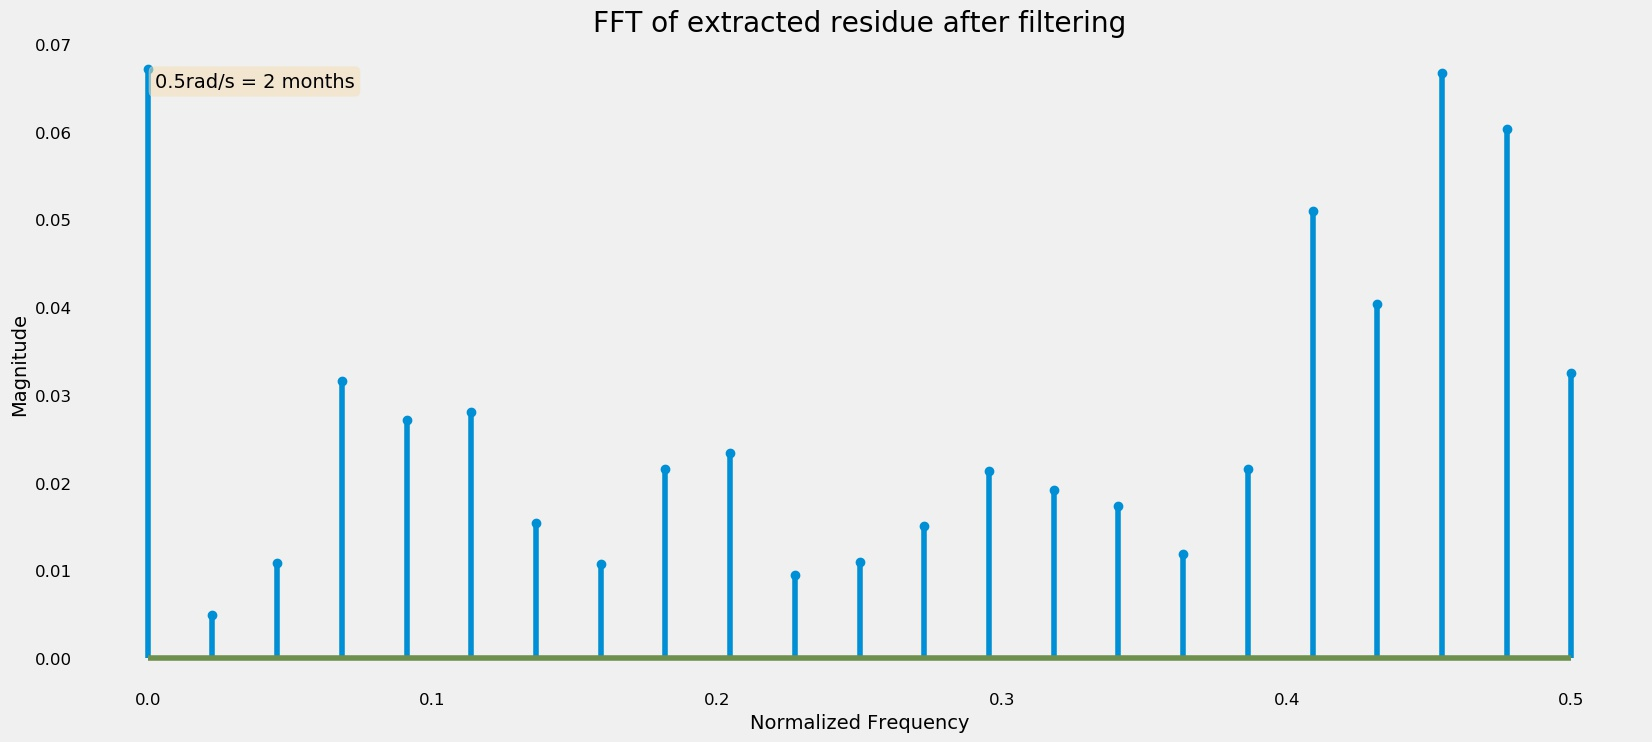 FFT of extracted residue after filtering
0.07
0.5rad/s = 2 months
0.06
0.05
0.04
0.03
0.02
0.01
0.00
Magnitude
0.0 0.1 0.2 0.3 0.4 0.5
Normalized Frequency